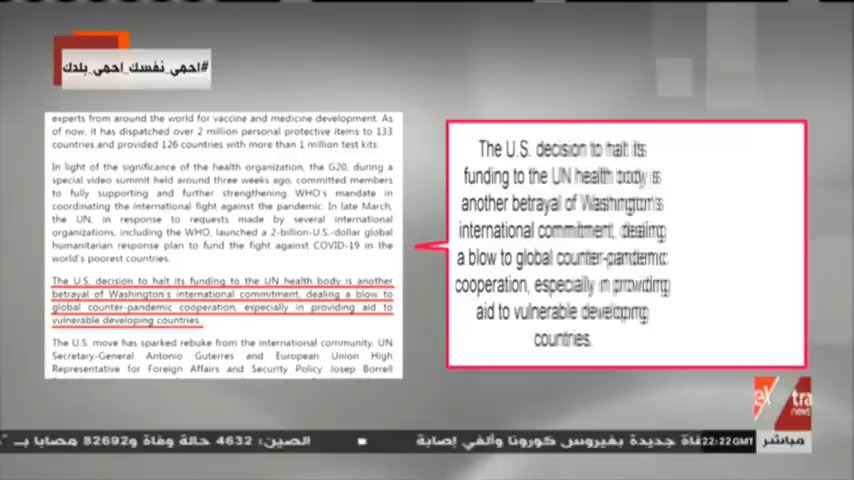 #احمى_نفسك_احمى_بلدك
experts from around the world for vaccine and medicine development. As
of now, it has dispatched over 2 million personal protective items to 133
countries and provided 126 countries with more than 1 million test kits.
In light of the significance of the health organization, the G20, during a
special video summit held around three weeks ago, committed members
to fully supporting and further strengthening WHO's mandate in
coordinating the international fight against the pandemic. In late March,
the UN, in response to requests made by several international
organizations, including the WHO, launched a 2-billion-U.S.-dollar global
humanitarian response plan to fund the fight against COVID-19 in the
world's poorest countries.
The U.S. decision to halt its funding to the UN health body is another
betrayal of Washington's international commitment, dealing a blow to
global counter-pandemic cooperation, especially in providing aid to
vulnerable developing countries.
The U.S. move has sparked rebuke from the international community. UN
Secretary-General Antonio Guterres and European Union High
Representative for Foreign Affairs and Security Policy Josep Borrell
The U.S. decision to halt its
funding to the UN health body is
another betrayal of Washington's
international commitment, dealing
a blow to global counter-pandemic
cooperation, especially in providing
aid to vulnerable developing
countries.
eXtra
news
مباشر
22:22 GMT
فاة جديدة بفيروس كورونا وألفي إصابة
الصين: 4632 حالة وفاة و82692 مصابا بـ